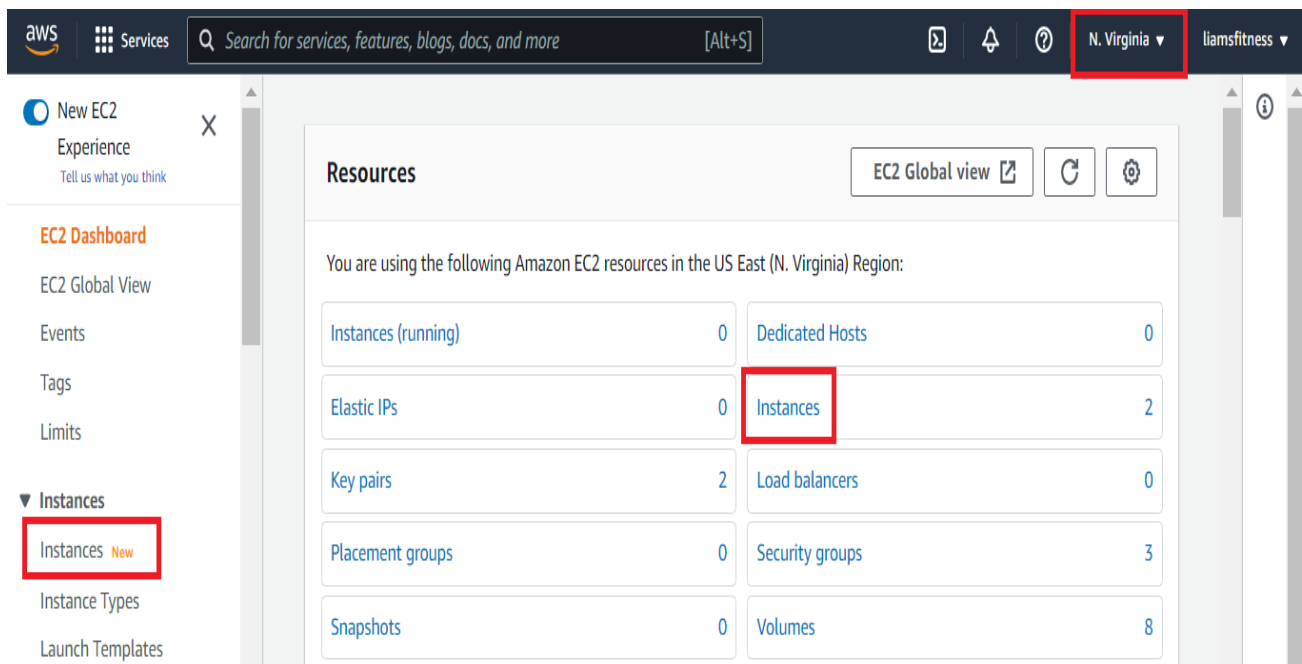 aws Services Search for services, features, blogs, docs, and more [Alt+S] N. Virginia ▼ liamsfitness ▼
New EC2
Experience
Tell us what you think
EC2 Dashboard
EC2 Global View
Events
Tags
Limits
▼ Instances
Instances New
Instance Types
Launch Templates
Resources
EC2 Global view
You are using the following Amazon EC2 resources in the US East (N. Virginia) Region:
Instances (running) 0 Dedicated Hosts 0
Elastic IPs 0 Instances 2
Key pairs 2 Load balancers 0
Placement groups 0 Security groups 3
Snapshots 0 Volumes 8